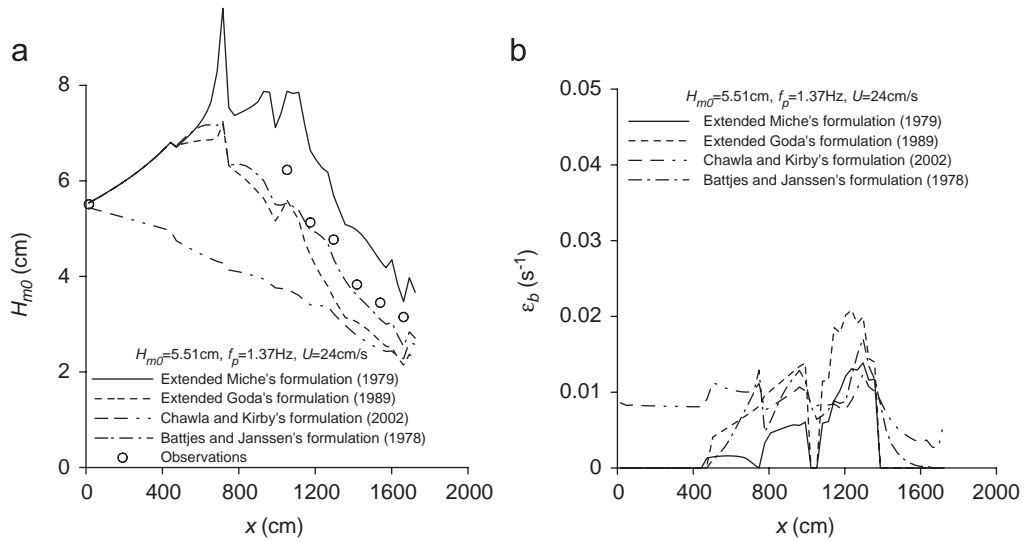 a
8
6
4
2
0
H_m0 (cm)
H_m0=5.51cm, f_p=1.37Hz, U=24cm/s
Extended Miche's formulation (1979)
Extended Goda's formulation (1989)
Chawla and Kirby's formulation (2002)
Battjes and Janssen's formulation (1978)
Observations
0 400 800 1200 1600 2000
x (cm)
b
0.05
0.04
0.03
0.02
0.01
0
ε_b (s⁻¹)
H_m0=5.51cm, f_p=1.37Hz, U=24cm/s
Extended Miche's formulation (1979)
Extended Goda's formulation (1989)
Chawla and Kirby's formulation (2002)
Battjes and Janssen's formulation (1978)
0 400 800 1200 1600 2000
x (cm)